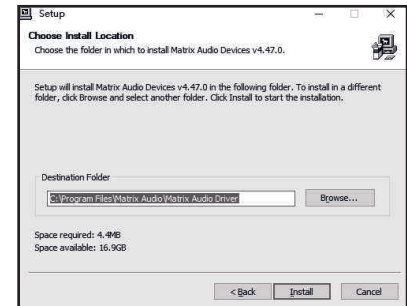 Setup
Choose Install Location
Choose the folder in which to install Matrix Audio Devices v4.47.0.
Setup will install Matrix Audio Devices v4.47.0 in the following folder. To install in a different
folder, click Browse and select another folder. Click Install to start the installation.
Destination Folder
C:\Program Files\Matrix Audio\Matrix Audio Driver
Browse...
Space required: 4.4MB
Space available: 16.9GB
< Back
Install
Cancel